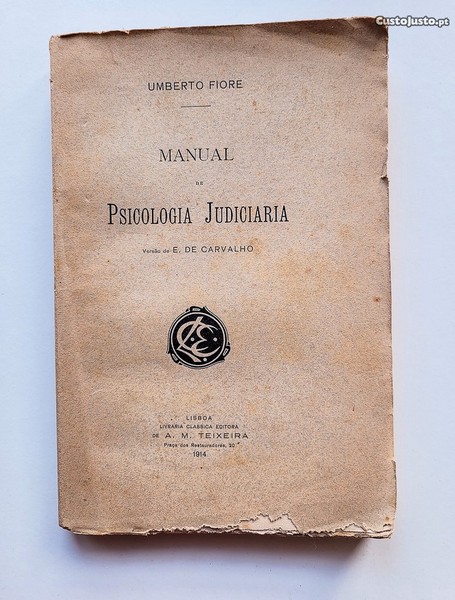 CustoJusto.pt
UMBERTO FIORE
MANUAL
DE
PSICOLOGIA JUDICIARIA
Versão de E. DE CARVALHO
LCE
LISBOA
LIVRARIA CLASSICA EDITORA
DE A. M. TEIXEIRA
Praça dos Restauradores, 20
1914